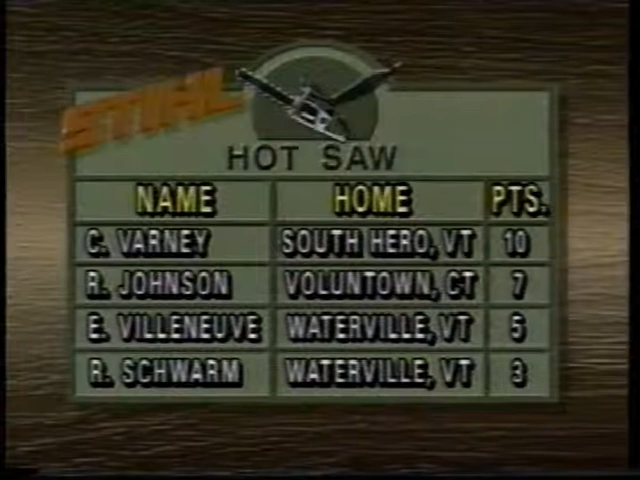 STIHL
HOT SAW
NAME HOME PTS.
C. VARNEY SOUTH HERO, VT 10
R. JOHNSON VOLUNTOWN, CT 7
E. VILLENEUVE WATERVILLE, VT 5
R. SCHWARM WATERVILLE, VT 3